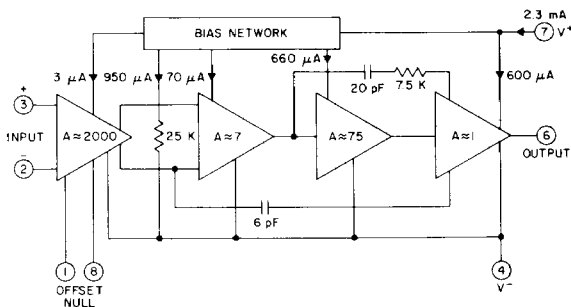 BIAS NETWORK
2.3 mA
7 V+
3 μA
950 μA
70 μA
660 μA
600 μA
20 pF
7.5 K
+
3
INPUT
−
2
A≈2000
25 K
A≈7
A≈75
A≈1
6
OUTPUT
6 pF
1
8
OFFSET
NULL
4
V−